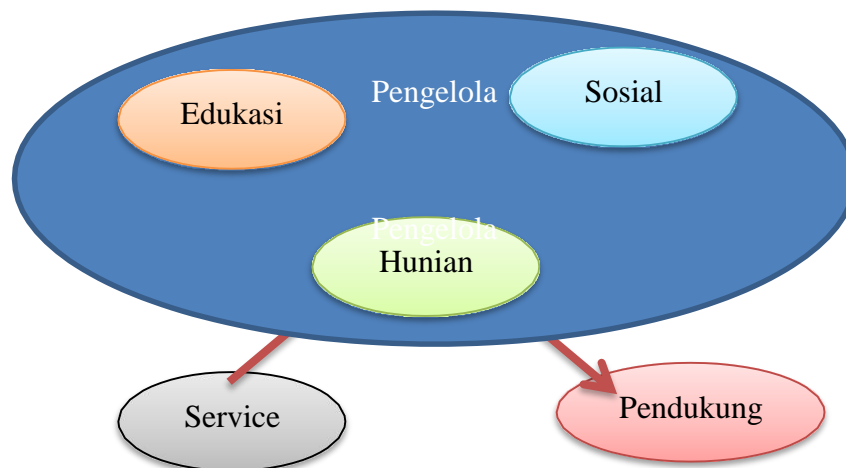 Pengelola
Sosial
Edukasi
Pengelola
Hunian
Service
Pendukung